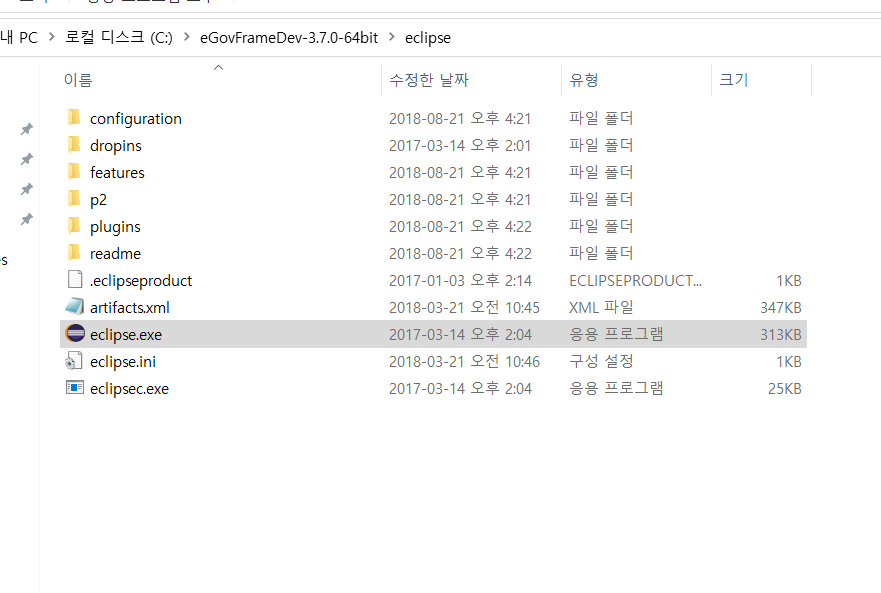 내 PC > 로컬 디스크 (C:) > eGovFrameDev-3.7.0-64bit > eclipse
이름 수정한 날짜 유형 크기
configuration 2018-08-21 오후 4:21 파일 폴더
dropins 2017-03-14 오후 2:01 파일 폴더
features 2018-08-21 오후 4:21 파일 폴더
p2 2018-08-21 오후 4:21 파일 폴더
plugins 2018-08-21 오후 4:22 파일 폴더
readme 2018-08-21 오후 4:22 파일 폴더
.eclipseproduct 2017-01-03 오후 2:14 ECLIPSEPRODUCT... 1KB
artifacts.xml 2018-03-21 오전 10:45 XML 파일 347KB
eclipse.exe 2017-03-14 오후 2:04 응용 프로그램 313KB
eclipse.ini 2018-03-21 오전 10:46 구성 설정 1KB
eclipsec.exe 2017-03-14 오후 2:04 응용 프로그램 25KB